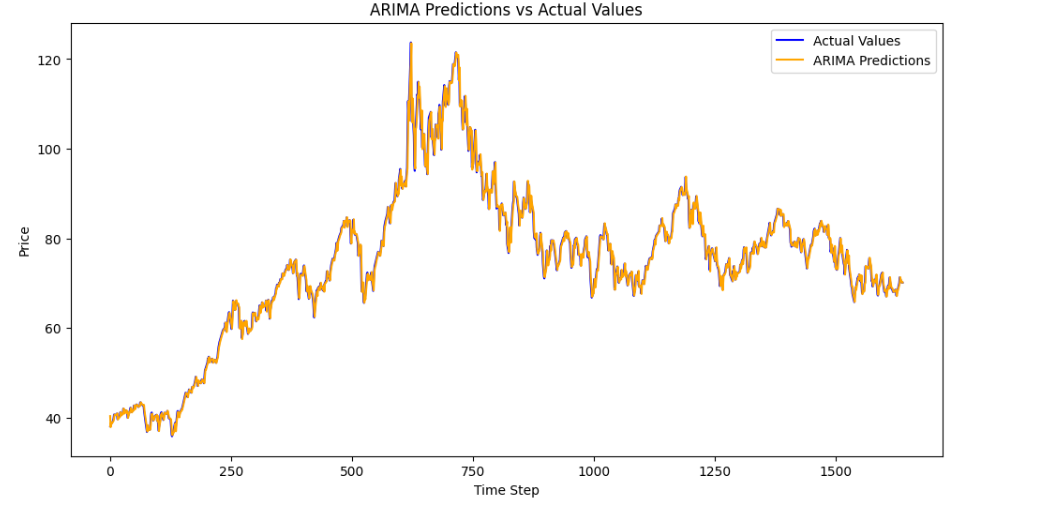 ARIMA Predictions vs Actual Values
Actual Values
ARIMA Predictions
120
100
80
60
40
Price
0 250 500 750 1000 1250 1500
Time Step